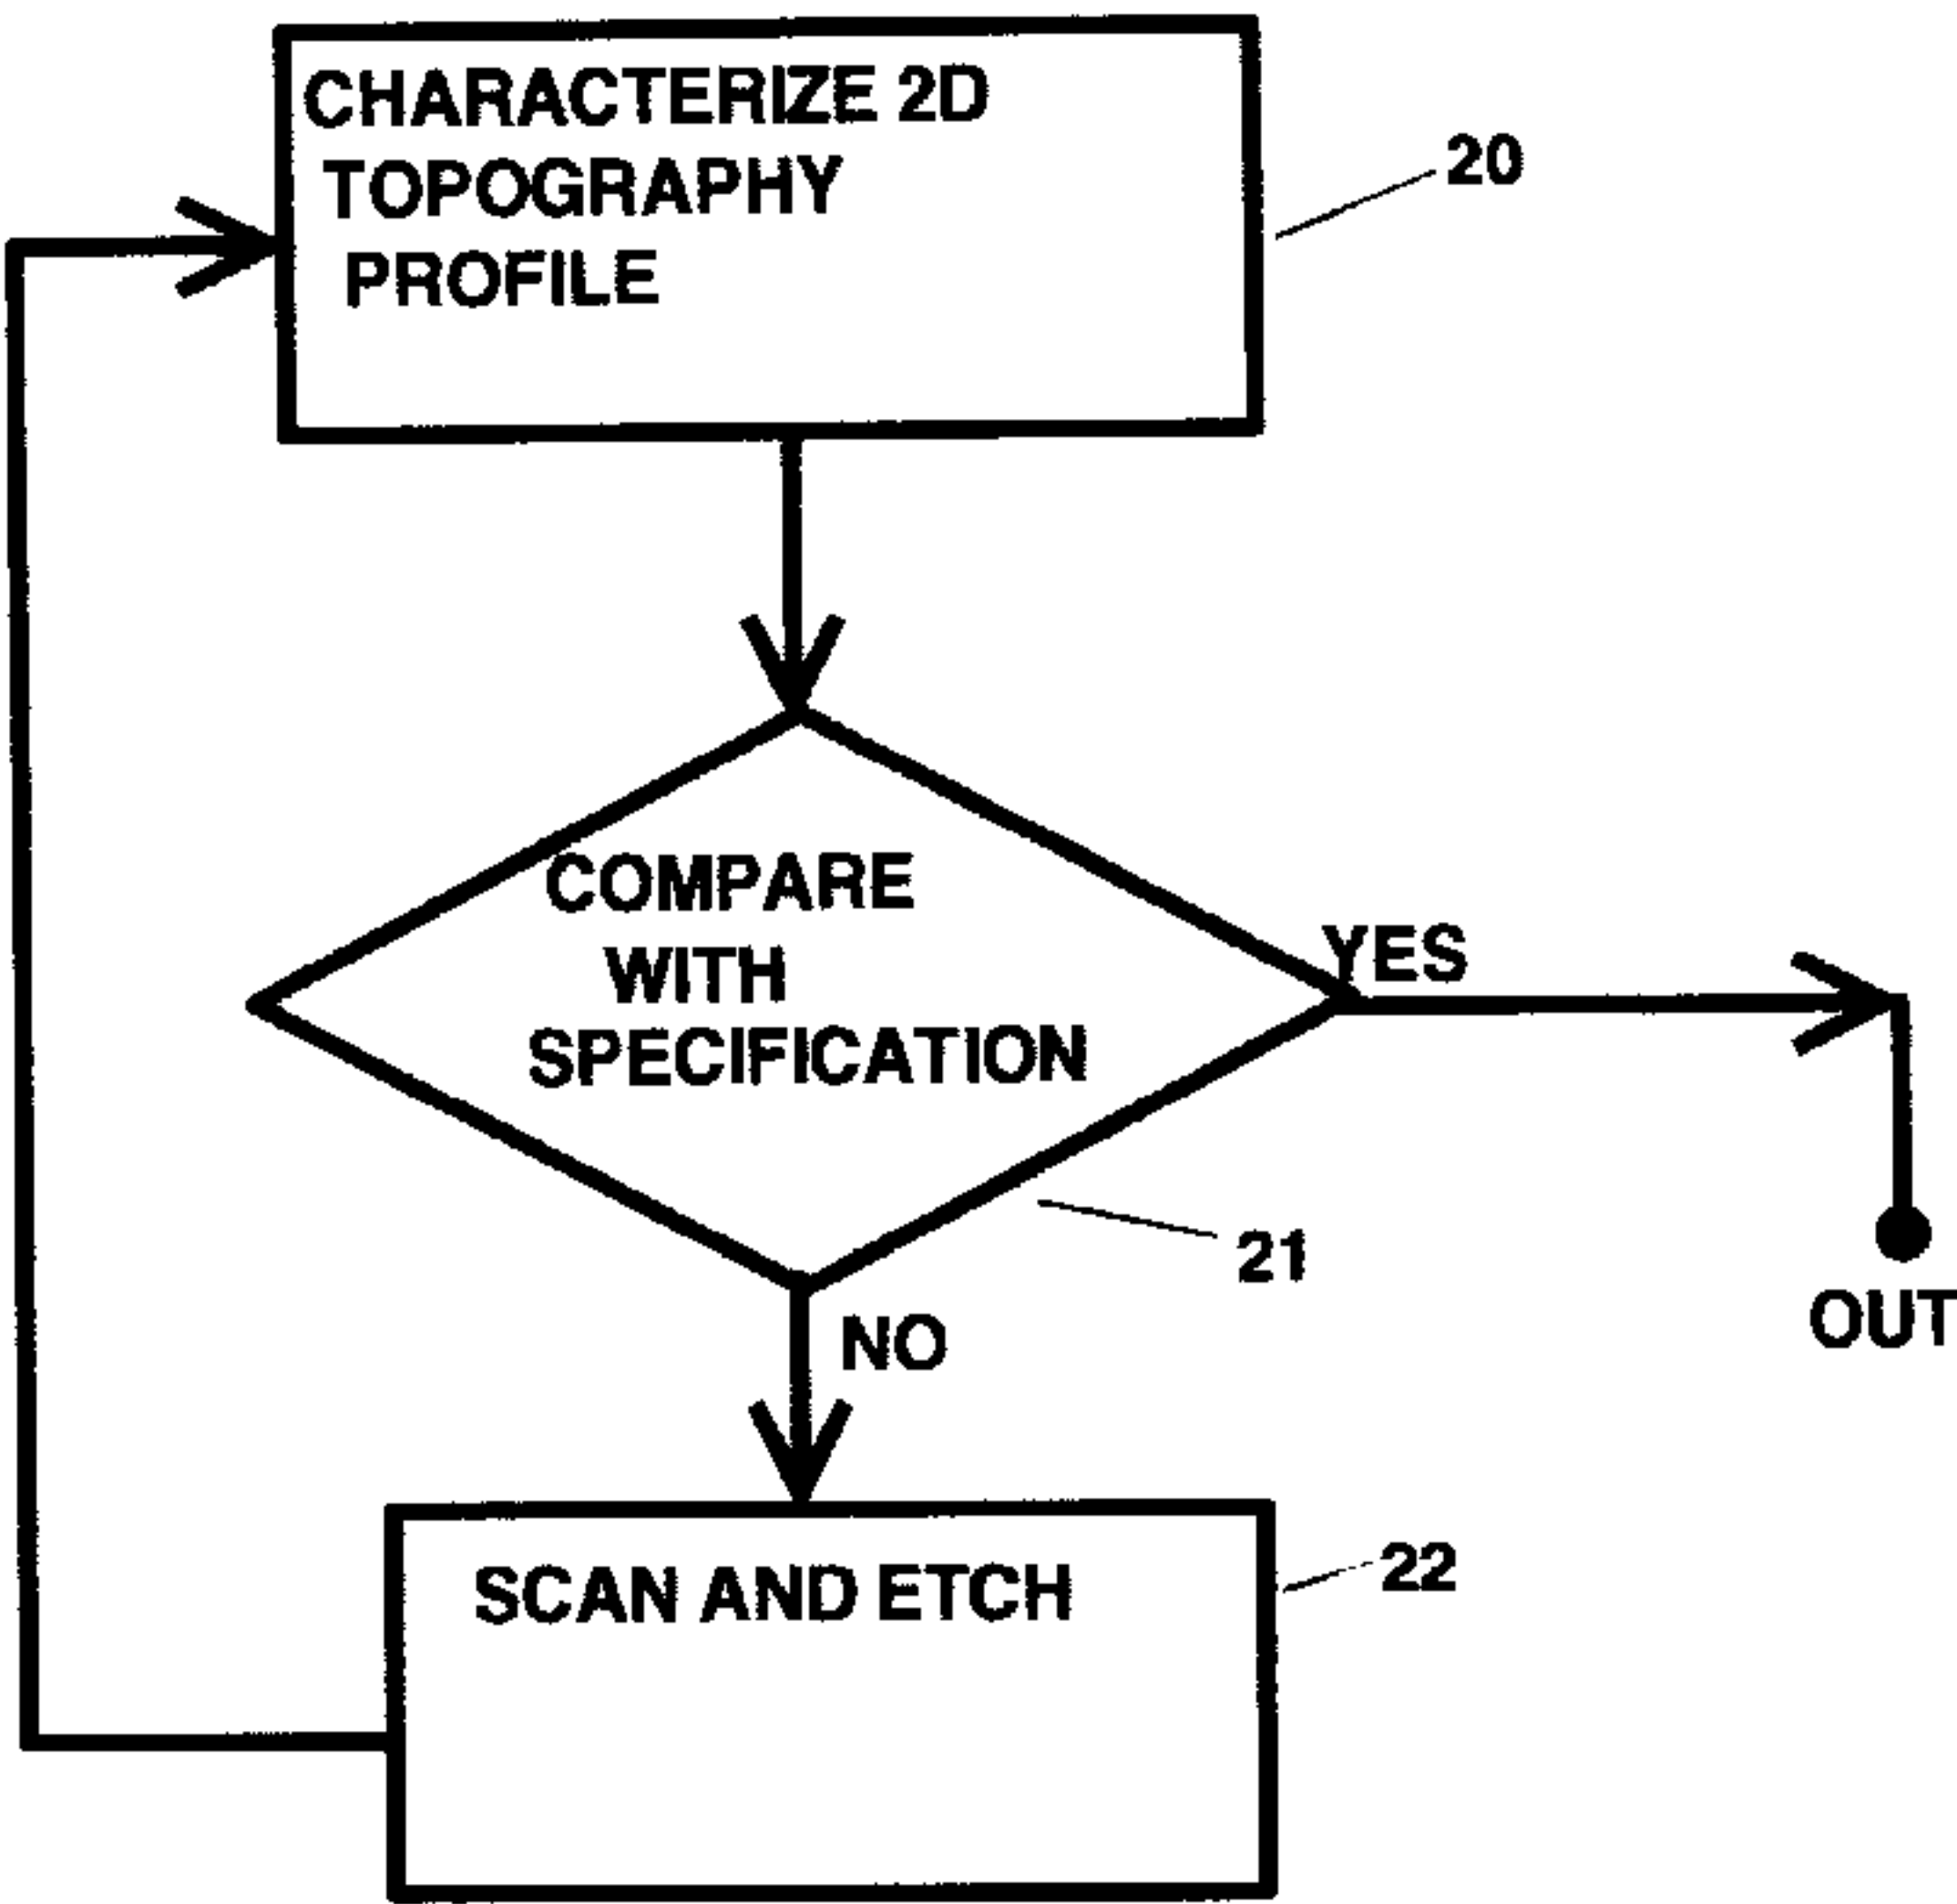 CHARACTERIZE 2D
TOPOGRAPHY
PROFILE
20
COMPARE
WITH
SPECIFICATION
YES
21
OUT
NO
SCAN AND ETCH
22